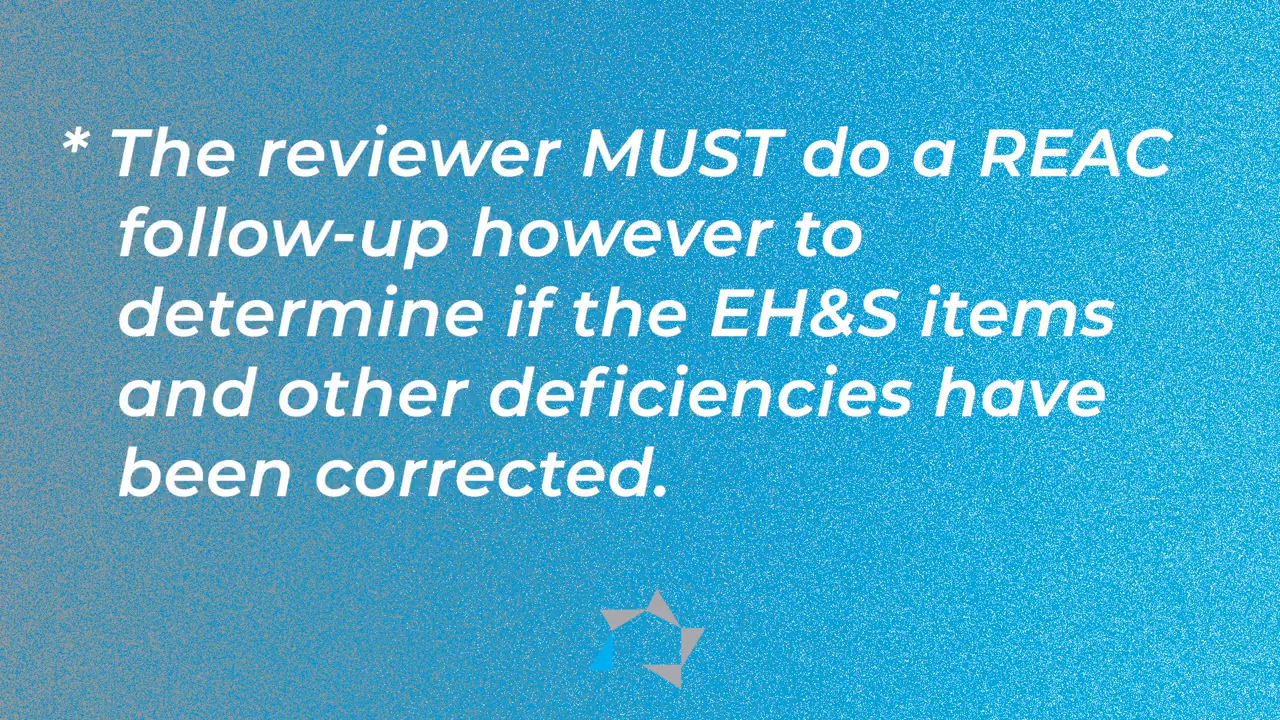 * The reviewer MUST do a REAC
follow-up however to
determine if the EH&S items
and other deficiencies have
been corrected.